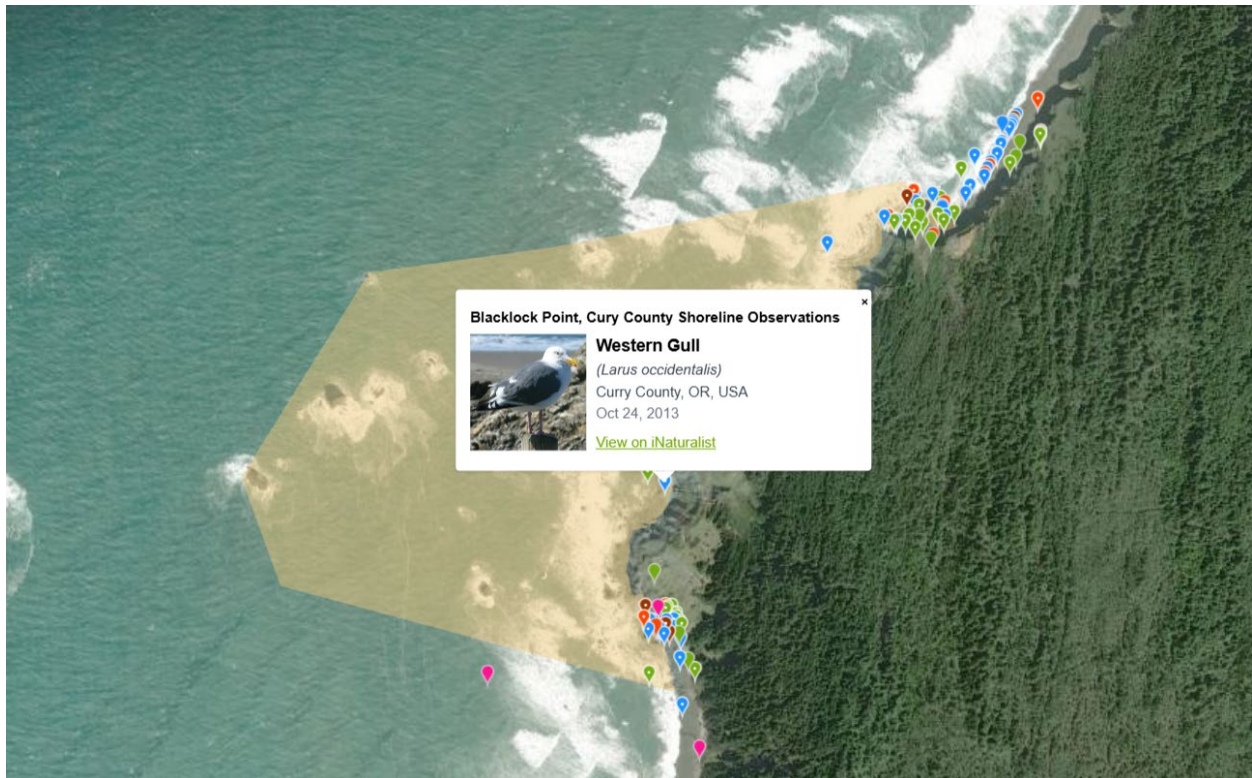 ×
Blacklock Point, Cury County Shoreline Observations
Western Gull
(Larus occidentalis)
Curry County, OR, USA
Oct 24, 2013
View on iNaturalist